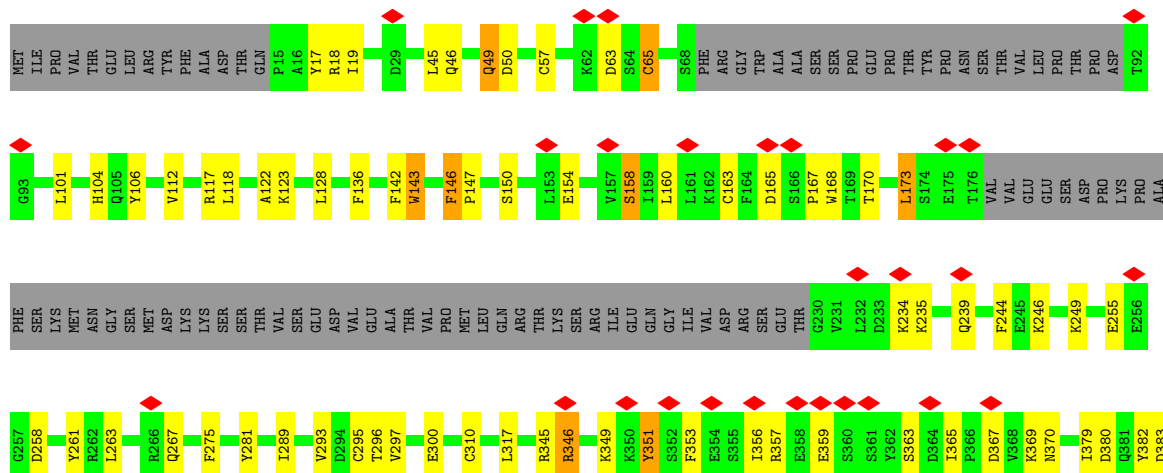 MET ILE PRO VAL THR GLU LEU ARG TYR PHE ALA ASP THR GLN P15 A16 Y17 R18 I19 D29 L45 Q46 Q49 D50 C57 K62 D63 S64 C65 S68 PHE ARG GLY TRP ALA ALA SER SER PRO GLU PRO THR TYR PRO ASN SER THR VAL LEU PRO THR PRO ASP T92
G93 L101 H104 Q105 Y106 V112 R117 L118 A122 K123 L128 F136 F142 W143 F146 P147 S150 L153 E154 V157 S158 I159 L160 L161 K162 C163 F164 D165 S166 P167 W168 T169 T170 L173 S174 E175 T176 VAL VAL GLU GLU SER ASP PRO LYS PRO ALA
PHE SER LYS MET ASN GLY SER MET ASP LYS LYS SER SER THR VAL SER GLU ASP VAL GLU ALA THR VAL PRO MET LEU GLN ARG THR LYS SER ARG ILE GLU GLN GLY ILE VAL ASP ARG SER GLU THR G230 V231 L232 D233 K234 K235 Q239 F244 E245 K246 K249 E255 E256
G257 D258 Y261 R262 L263 R266 Q267 F275 Y281 I289 V293 D294 C295 T296 V297 E300 C310 L317 R345 R346 K349 K350 Y351 S352 F353 E354 S355 I356 R357 E358 E359 S360 S361 Y362 S363 D364 I365 P366 D367 V368 K369 N370 I379 D380 Q381 Y382 D383